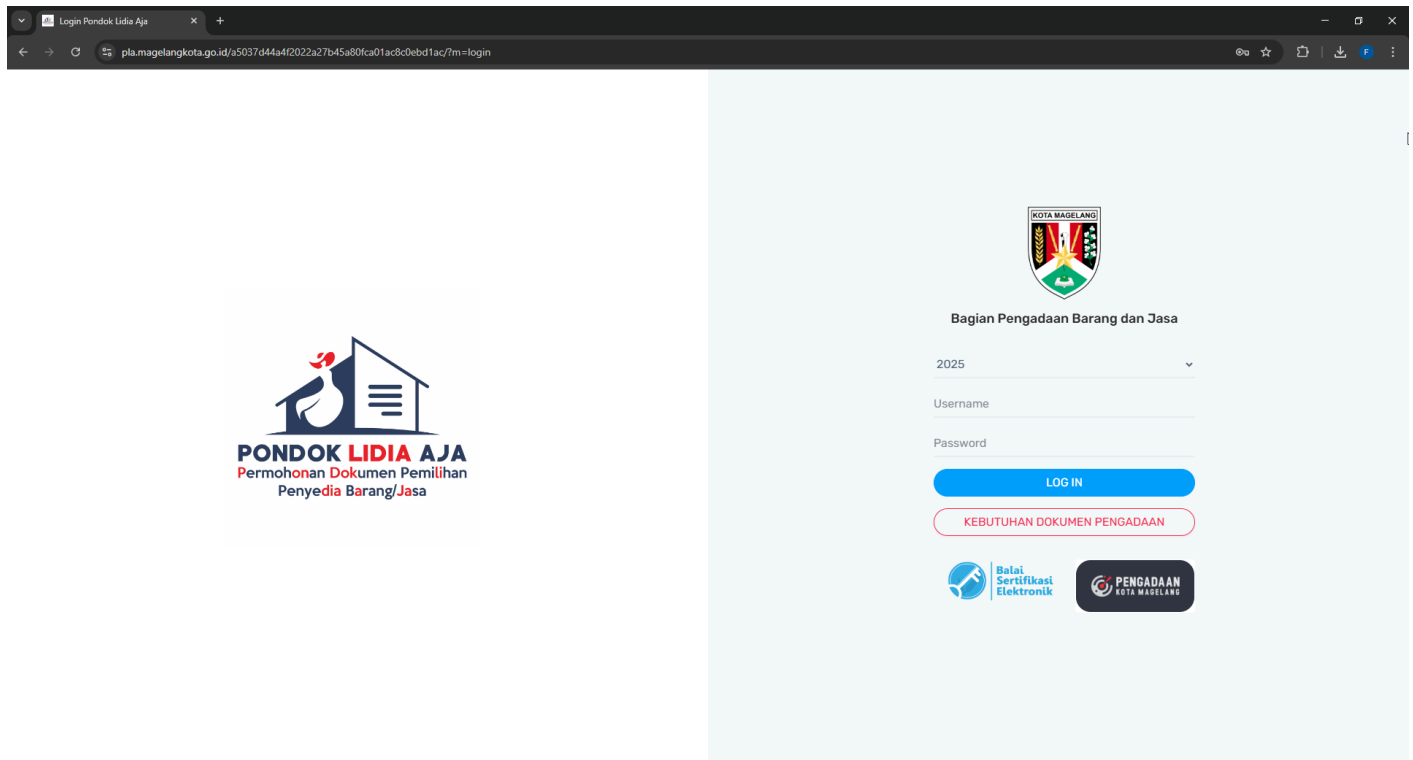 Login Pondok Lidia Aja
pla.magelangkota.go.id/a5037d44a4f2022a27b45a80fca01ac8c0ebd1ac/?m=login
F
PONDOK LIDIA AJA
Permohonan Dokumen Pemilihan
Penyedia Barang/Jasa
KOTA MAGELANG
Bagian Pengadaan Barang dan Jasa
2025
Username
Password
LOG IN
KEBUTUHAN DOKUMEN PENGADAAN
Balai
Sertifikasi
Elektronik
PENGADAAN
KOTA MAGELANG